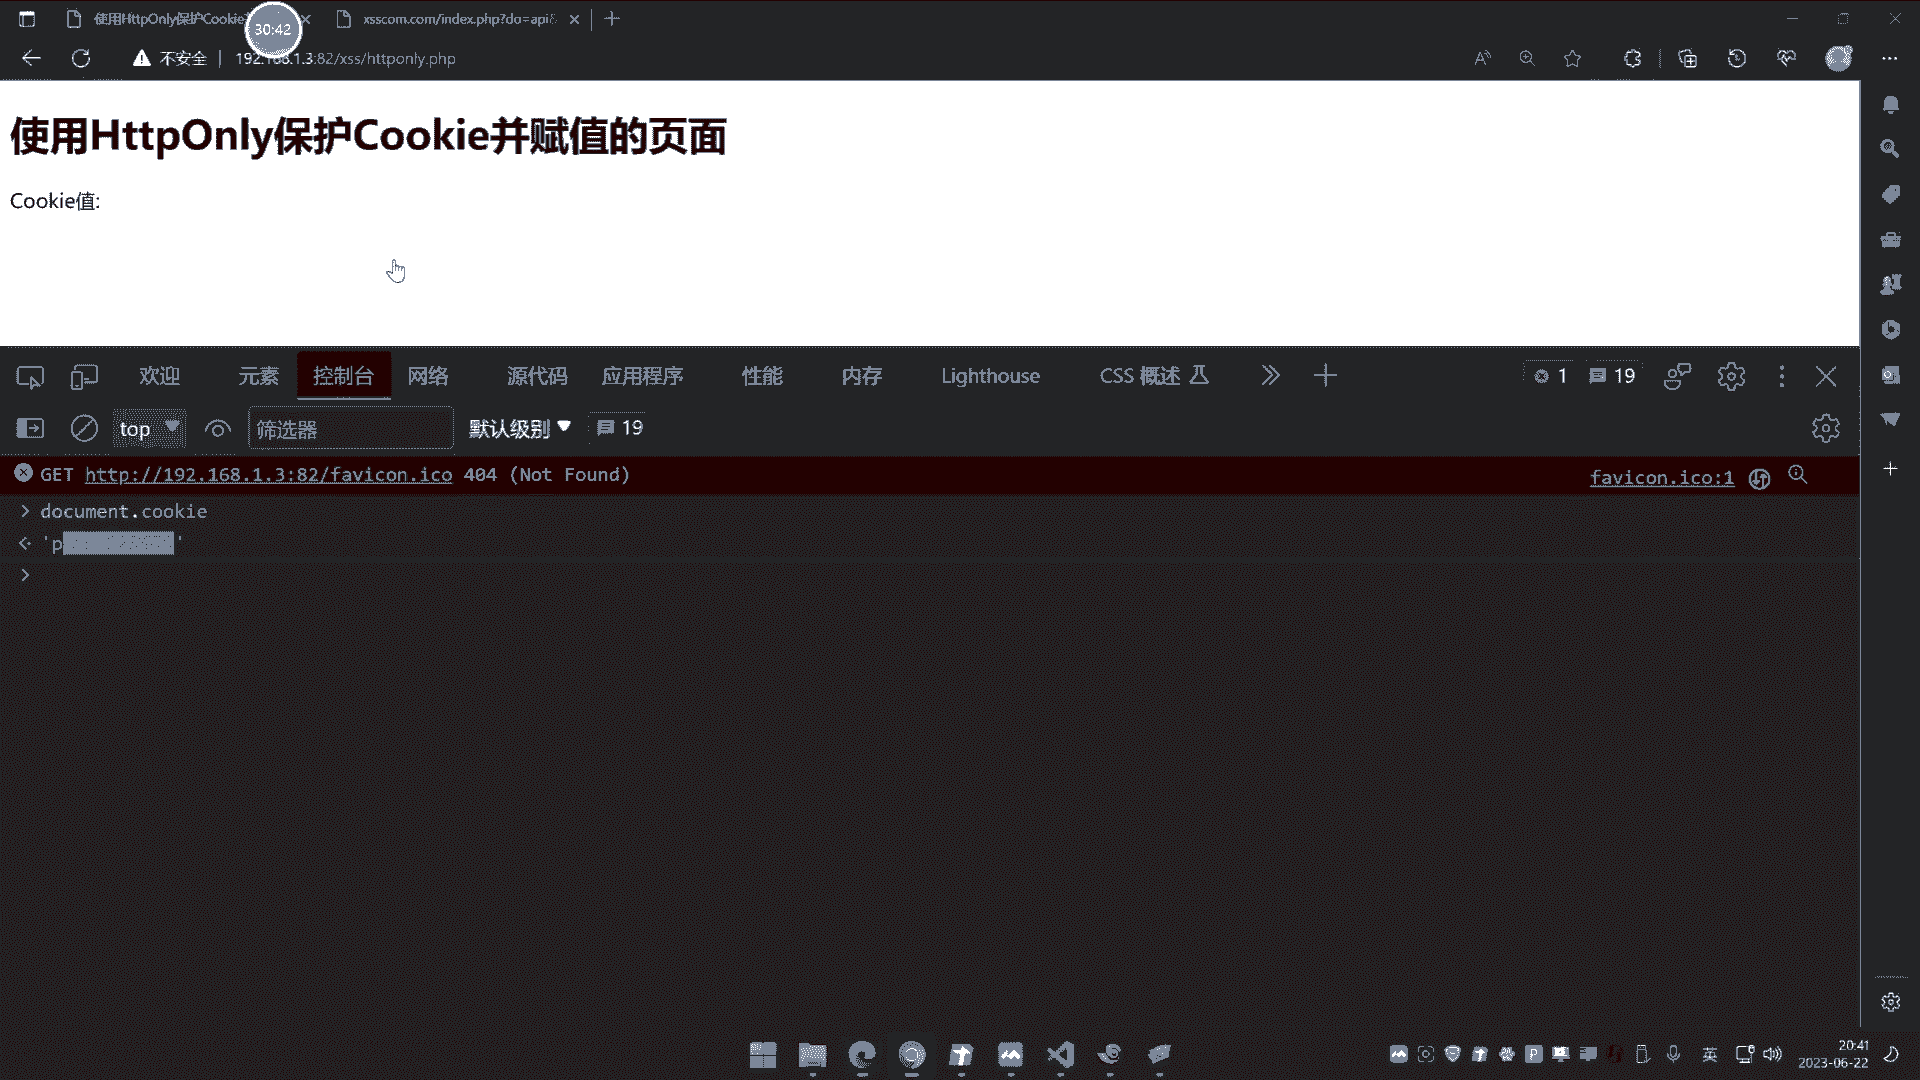 使用HttpOnly保护Cookie
30:42
xsscom.com/index.php?do=api&
不安全
192.168.1.3:82/xss/httponly.php
使用HttpOnly保护Cookie并赋值的页面
Cookie值:
欢迎 元素 控制台 网络 源代码 应用程序 性能 内存 Lighthouse CSS 概述 1 19
top 筛选器 默认级别 19
GET http://192.168.1.3:82/favicon.ico 404 (Not Found) favicon.ico:1
> document.cookie
'p '
英 20:41
2023-06-22